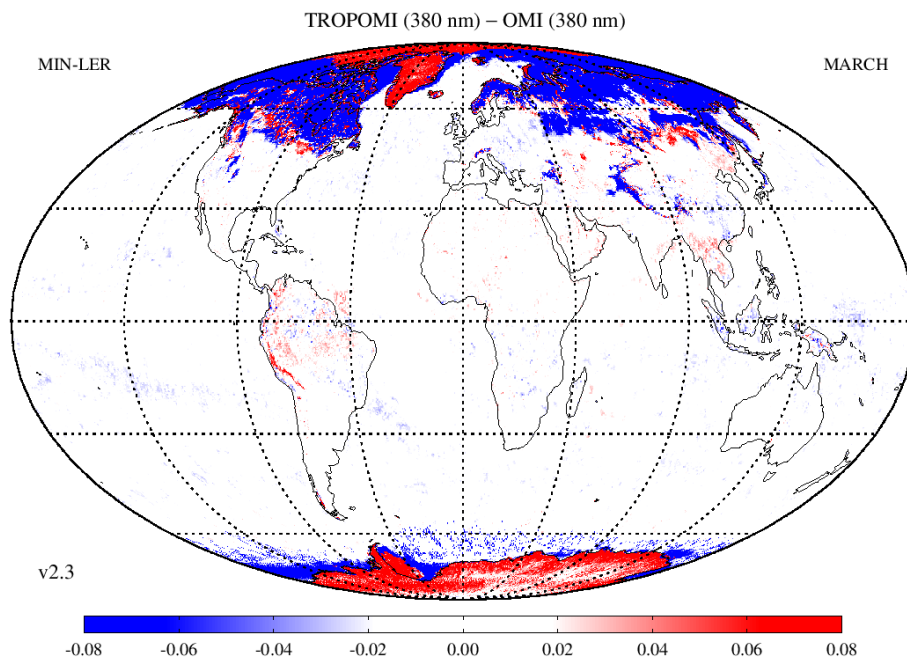 TROPOMI (380 nm) – OMI (380 nm)
MIN-LER
MARCH
v2.3
-0.08 -0.06 -0.04 -0.02 0.00 0.02 0.04 0.06 0.08